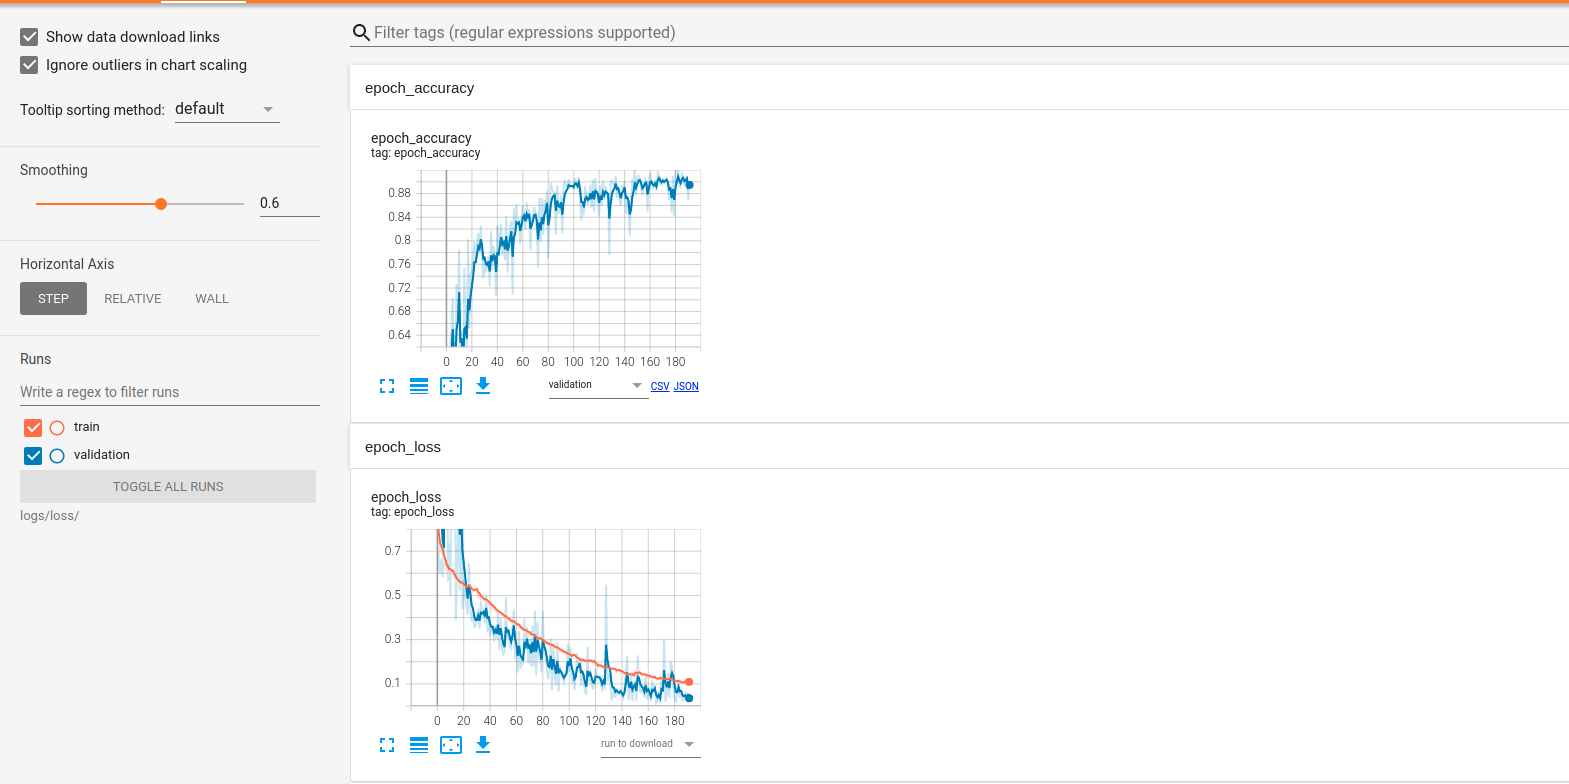 Show data download links
Ignore outliers in chart scaling
Tooltip sorting method: default
Smoothing
0.6
Horizontal Axis
STEP RELATIVE WALL
Runs
Write a regex to filter runs
train
validation
TOGGLE ALL RUNS
logs/loss/
Filter tags (regular expressions supported)
epoch_accuracy
epoch_accuracy
tag: epoch_accuracy
0.88
0.84
0.8
0.76
0.72
0.68
0.64
0 20 40 60 80 100 120 140 160 180
validation CSV JSON
epoch_loss
epoch_loss
tag: epoch_loss
0.7
0.5
0.3
0.1
0 20 40 60 80 100 120 140 160 180
run to download